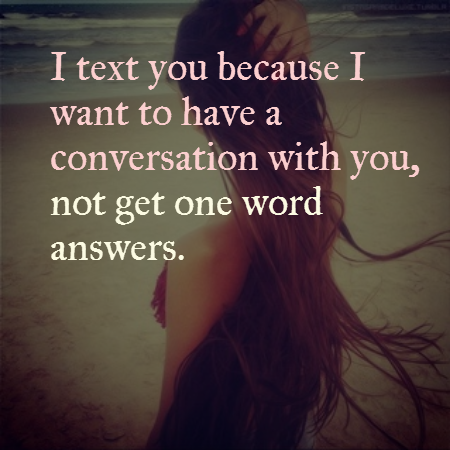 I text you because I
want to have a
conversation with you,
not get one word
answers.